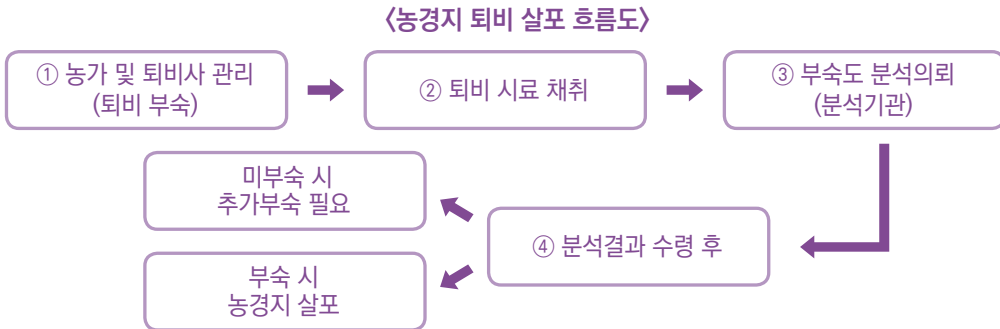 〈농경지 퇴비 살포 흐름도〉
① 농가 및 퇴비사 관리
(퇴비 부숙)
② 퇴비 시료 채취
③ 부숙도 분석의뢰
(분석기관)
④ 분석결과 수령 후
미부숙 시
추가부숙 필요
부숙 시
농경지 살포